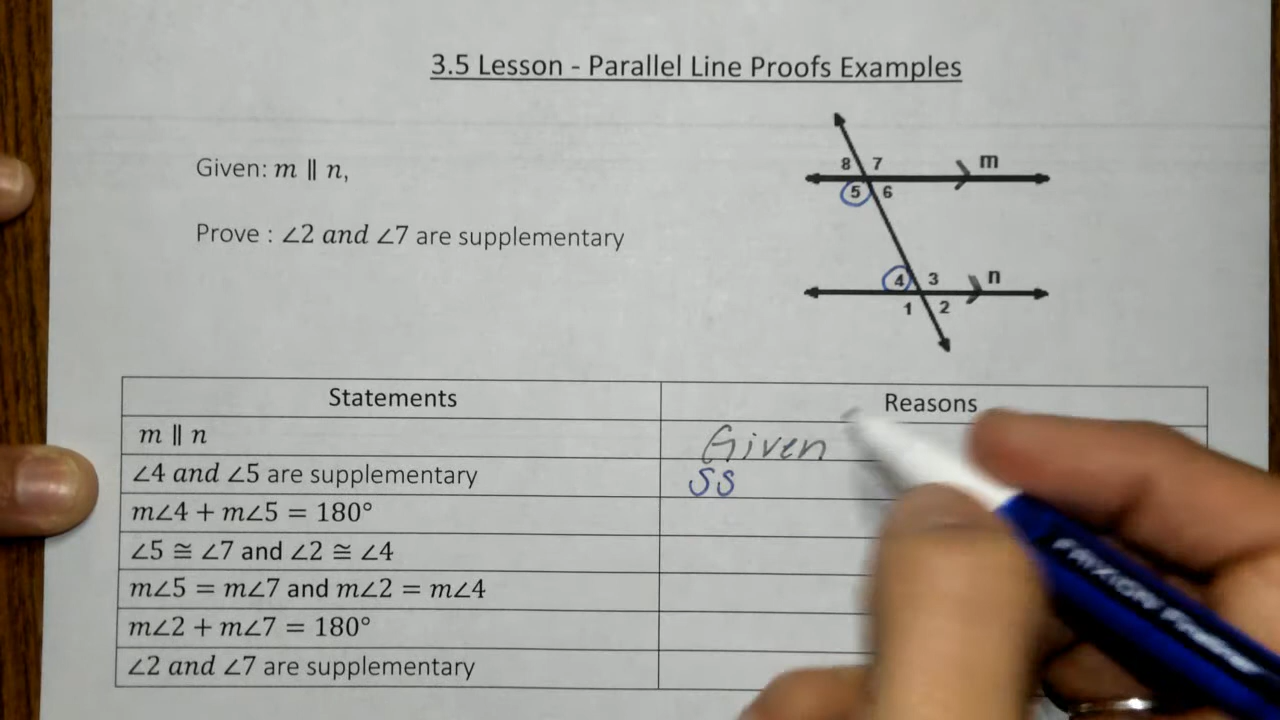 3.5 Lesson - Parallel Line Proofs Examples
Given: m ∥ n,
Prove : ∠2 and ∠7 are supplementary
8 7 m
5 6
4 3 n
1 2
Statements Reasons
m ∥ n Given
∠4 and ∠5 are supplementary SS
m∠4 + m∠5 = 180°
∠5 ≅ ∠7 and ∠2 ≅ ∠4
m∠5 = m∠7 and m∠2 = m∠4
m∠2 + m∠7 = 180°
∠2 and ∠7 are supplementary